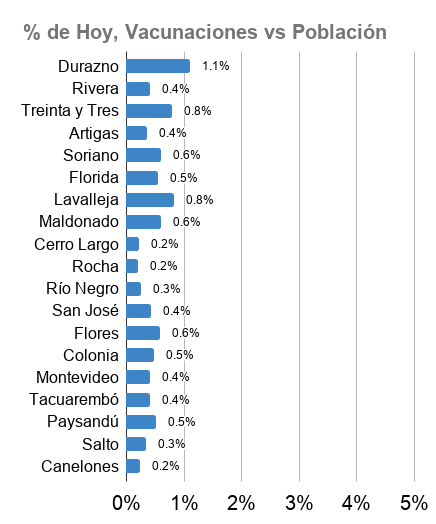 % de Hoy, Vacunaciones vs Población
Durazno 1.1%
Rivera 0.4%
Treinta y Tres 0.8%
Artigas 0.4%
Soriano 0.6%
Florida 0.5%
Lavalleja 0.8%
Maldonado 0.6%
Cerro Largo 0.2%
Rocha 0.2%
Río Negro 0.3%
San José 0.4%
Flores 0.6%
Colonia 0.5%
Montevideo 0.4%
Tacuarembó 0.4%
Paysandú 0.5%
Salto 0.3%
Canelones 0.2%
0% 1% 2% 3% 4% 5%